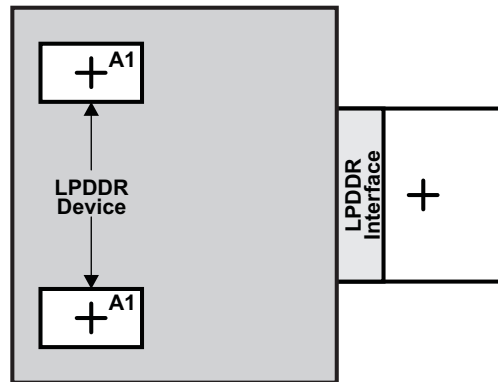 A1
LPDDR
Device
LPDDR
Interface
A1